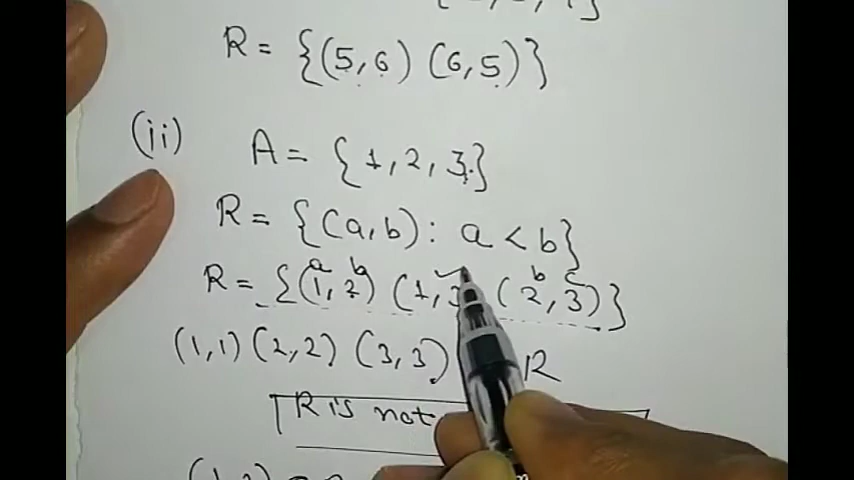 R = {(5,6) (6,5)}
(ii) A = {1, 2, 3}
R = {(a,b): a < b}
a b b c
R = {(1,2) (1,3 (2,3)}
(1,1) (2,2) (3,3) R
R is not